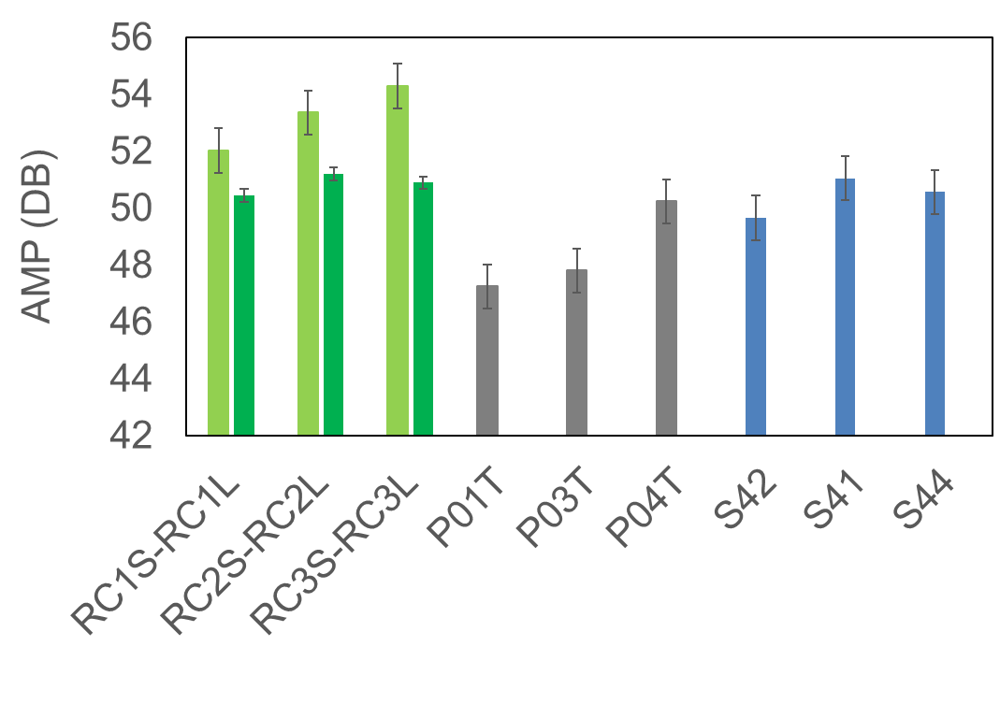 56
54
52
50
48
46
44
42
AMP (DB)
RC1S-RC1L
RC2S-RC2L
RC3S-RC3L
P01T
P03T
P04T
S42
S41
S44